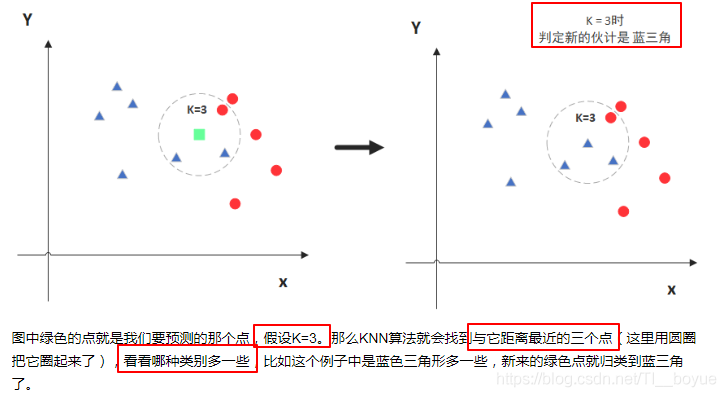 Y
K=3
x
K = 3时
判定新的伙计是 蓝三角
Y
K=3
x
图中绿色的点就是我们要预测的那个点，假设K=3。那么KNN算法就会找到与它距离最近的三个点（这里用圆圈
把它圈起来了），看看哪种类别多一些，比如这个例子中是蓝色三角形多一些，新来的绿色点就归类到蓝三角
了。
https://blog.csdn.net/TI__boyue